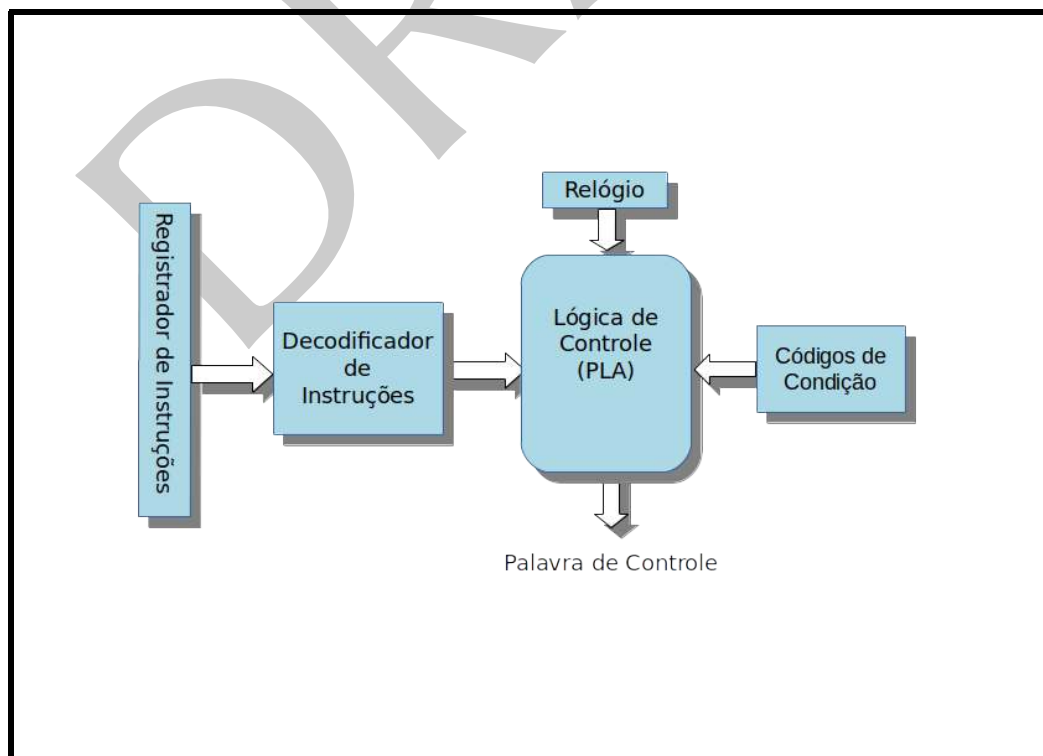 Relógio
Registrador de Instruções
Decodificador
de
Instruções
Lógica de
Controle
(PLA)
Códigos de
Condição
Palavra de Controle